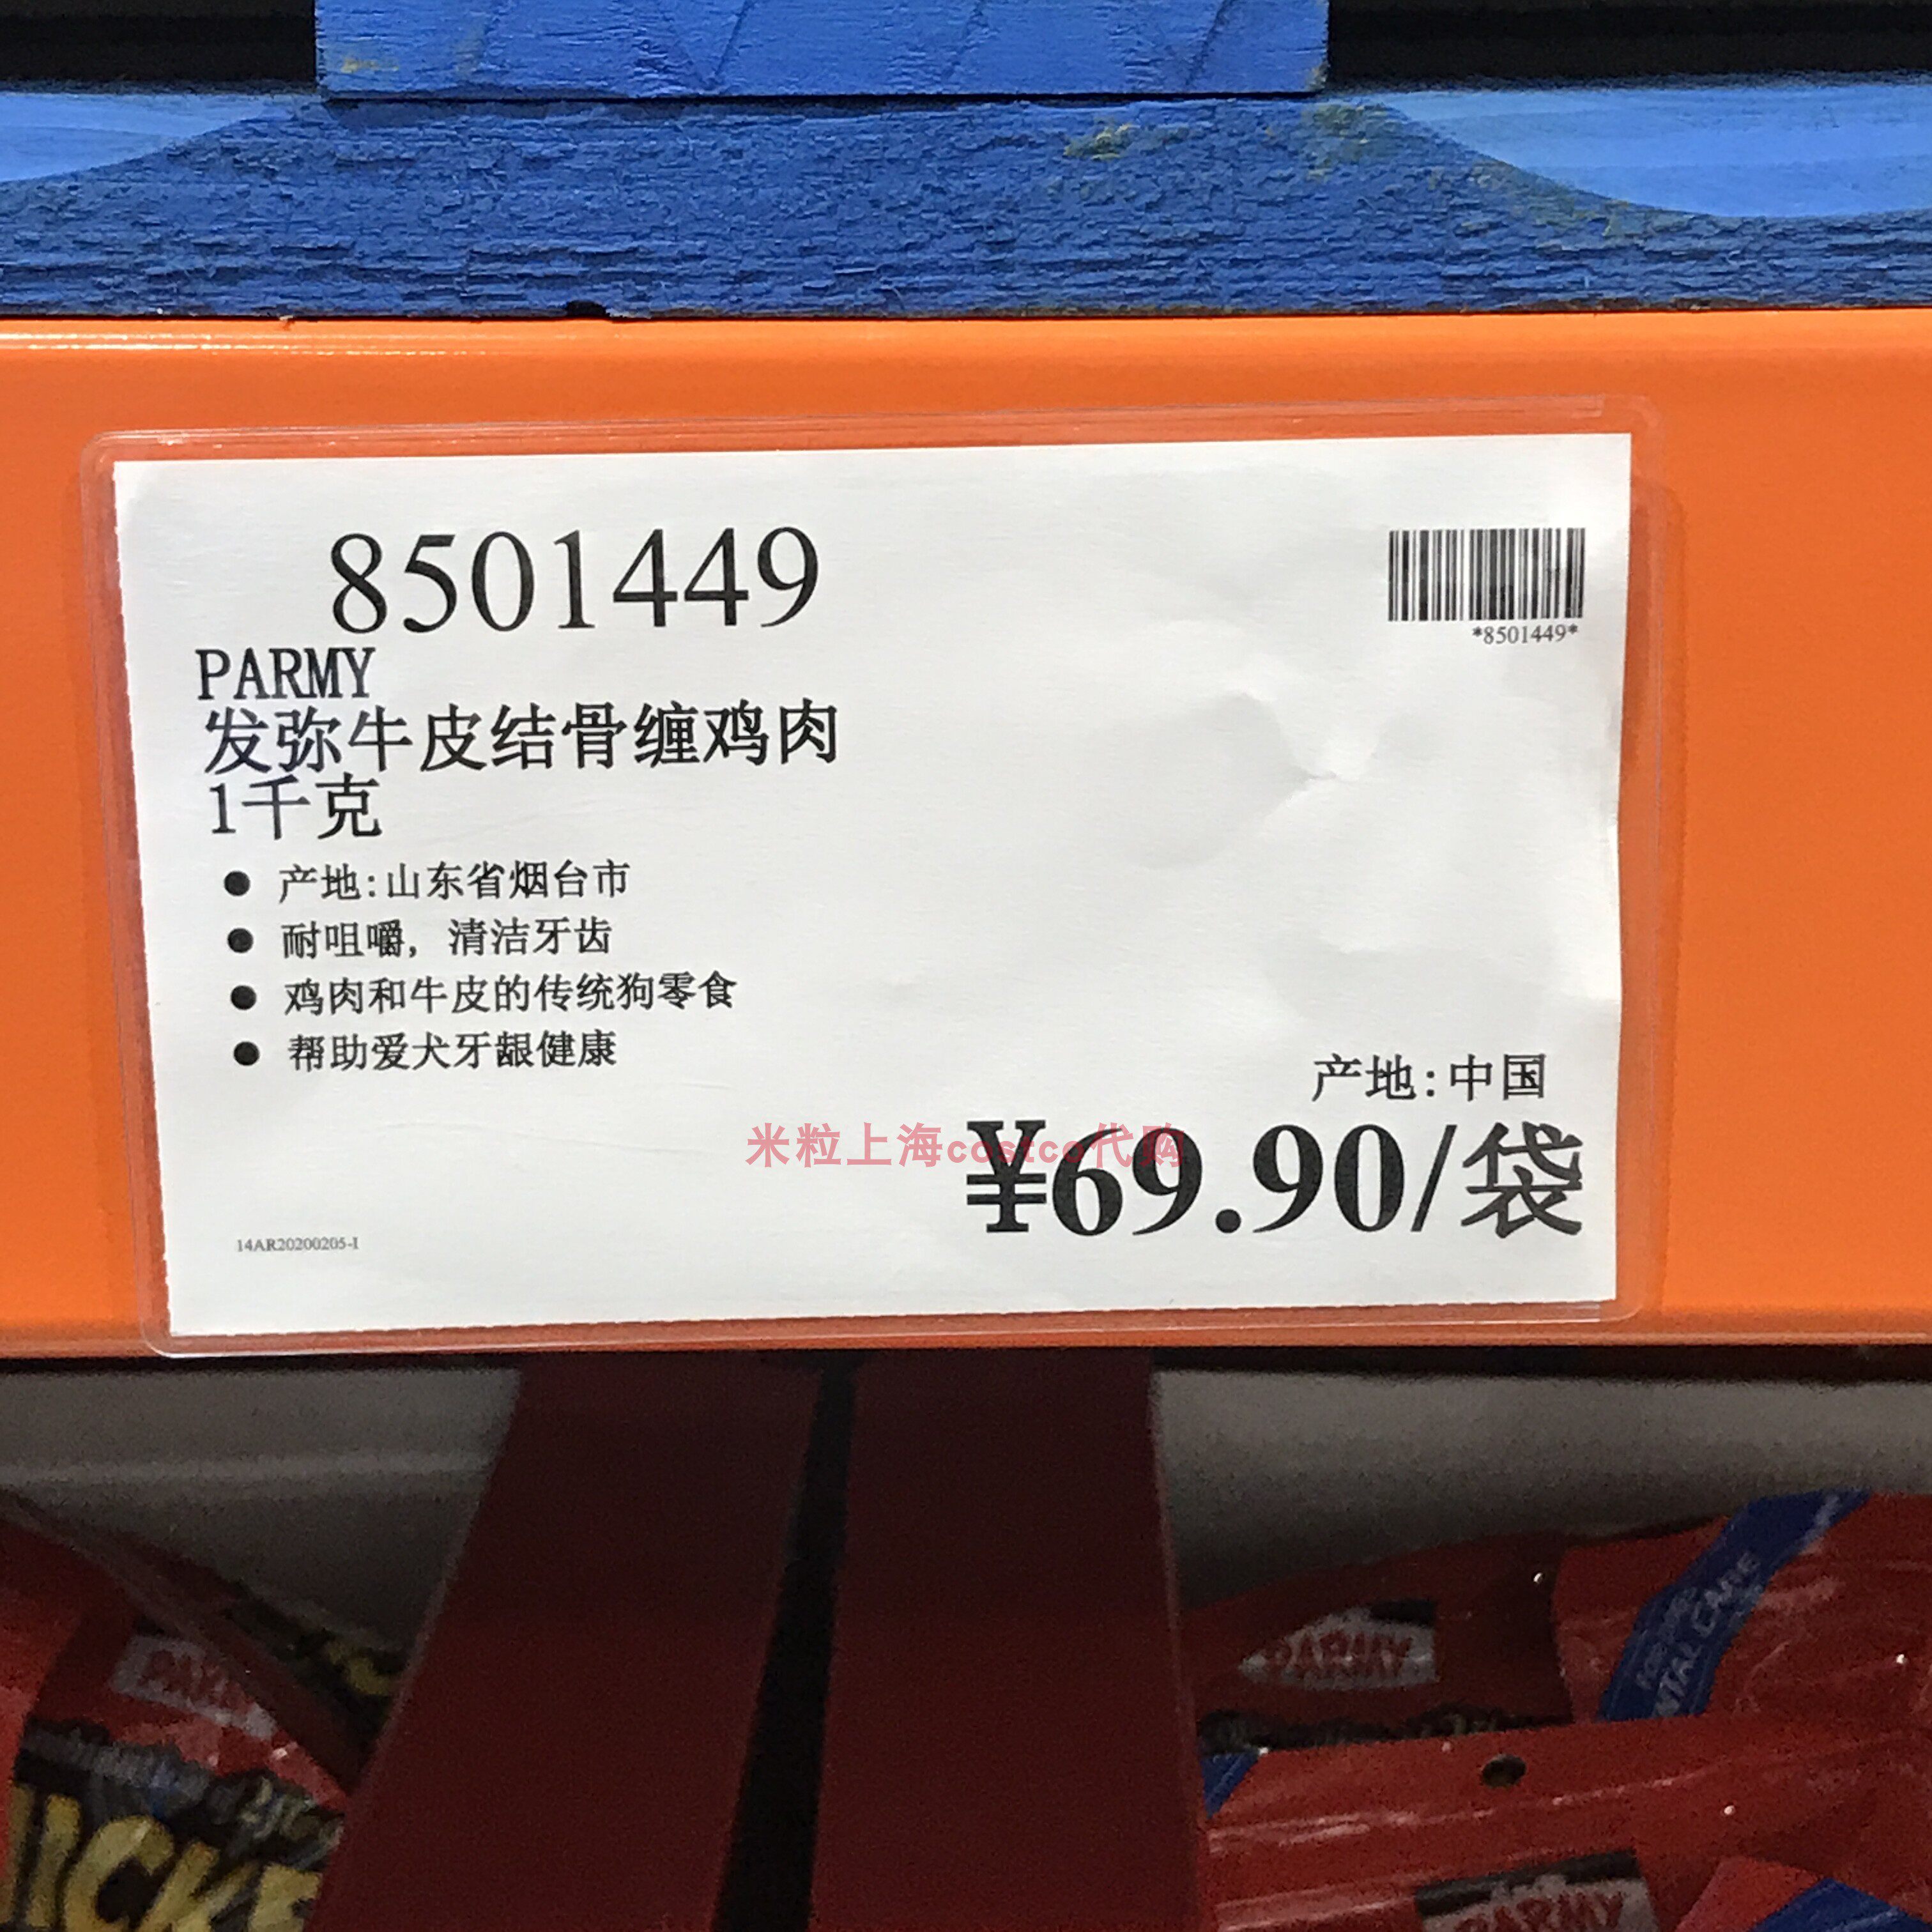 8501449
*8501449*
PARMY
发弥牛皮结骨缠鸡肉
1千克
● 产地:山东省烟台市
● 耐咀嚼，清洁牙齿
● 鸡肉和牛皮的传统狗零食
● 帮助爱犬牙龈健康
产地:中国
米粒上海costco代购
¥69.90/袋
14AR20200205-I
PARMY
PARMY